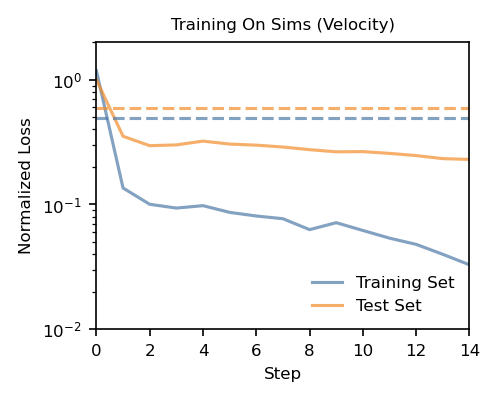 Training On Sims (Velocity)
Normalized Loss
10^0
10^-1
10^-2
Training Set
Test Set
0 2 4 6 8 10 12 14
Step